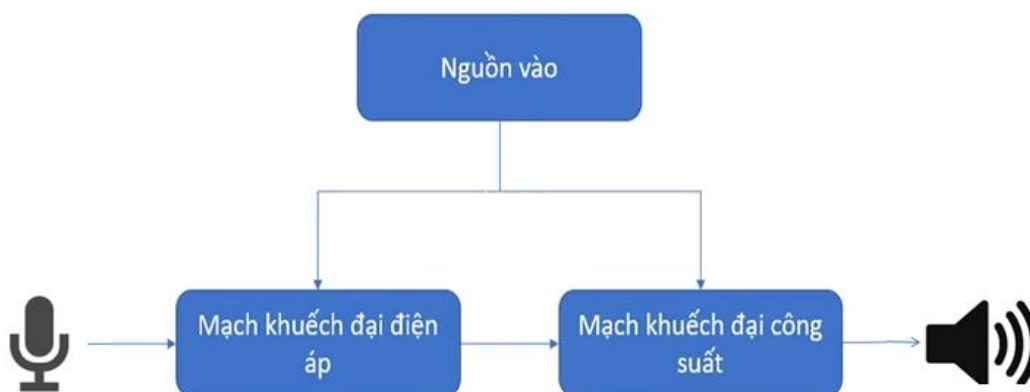 Nguồn vào
Mạch khuếch đại điện
áp
Mạch khuếch đại công
suất